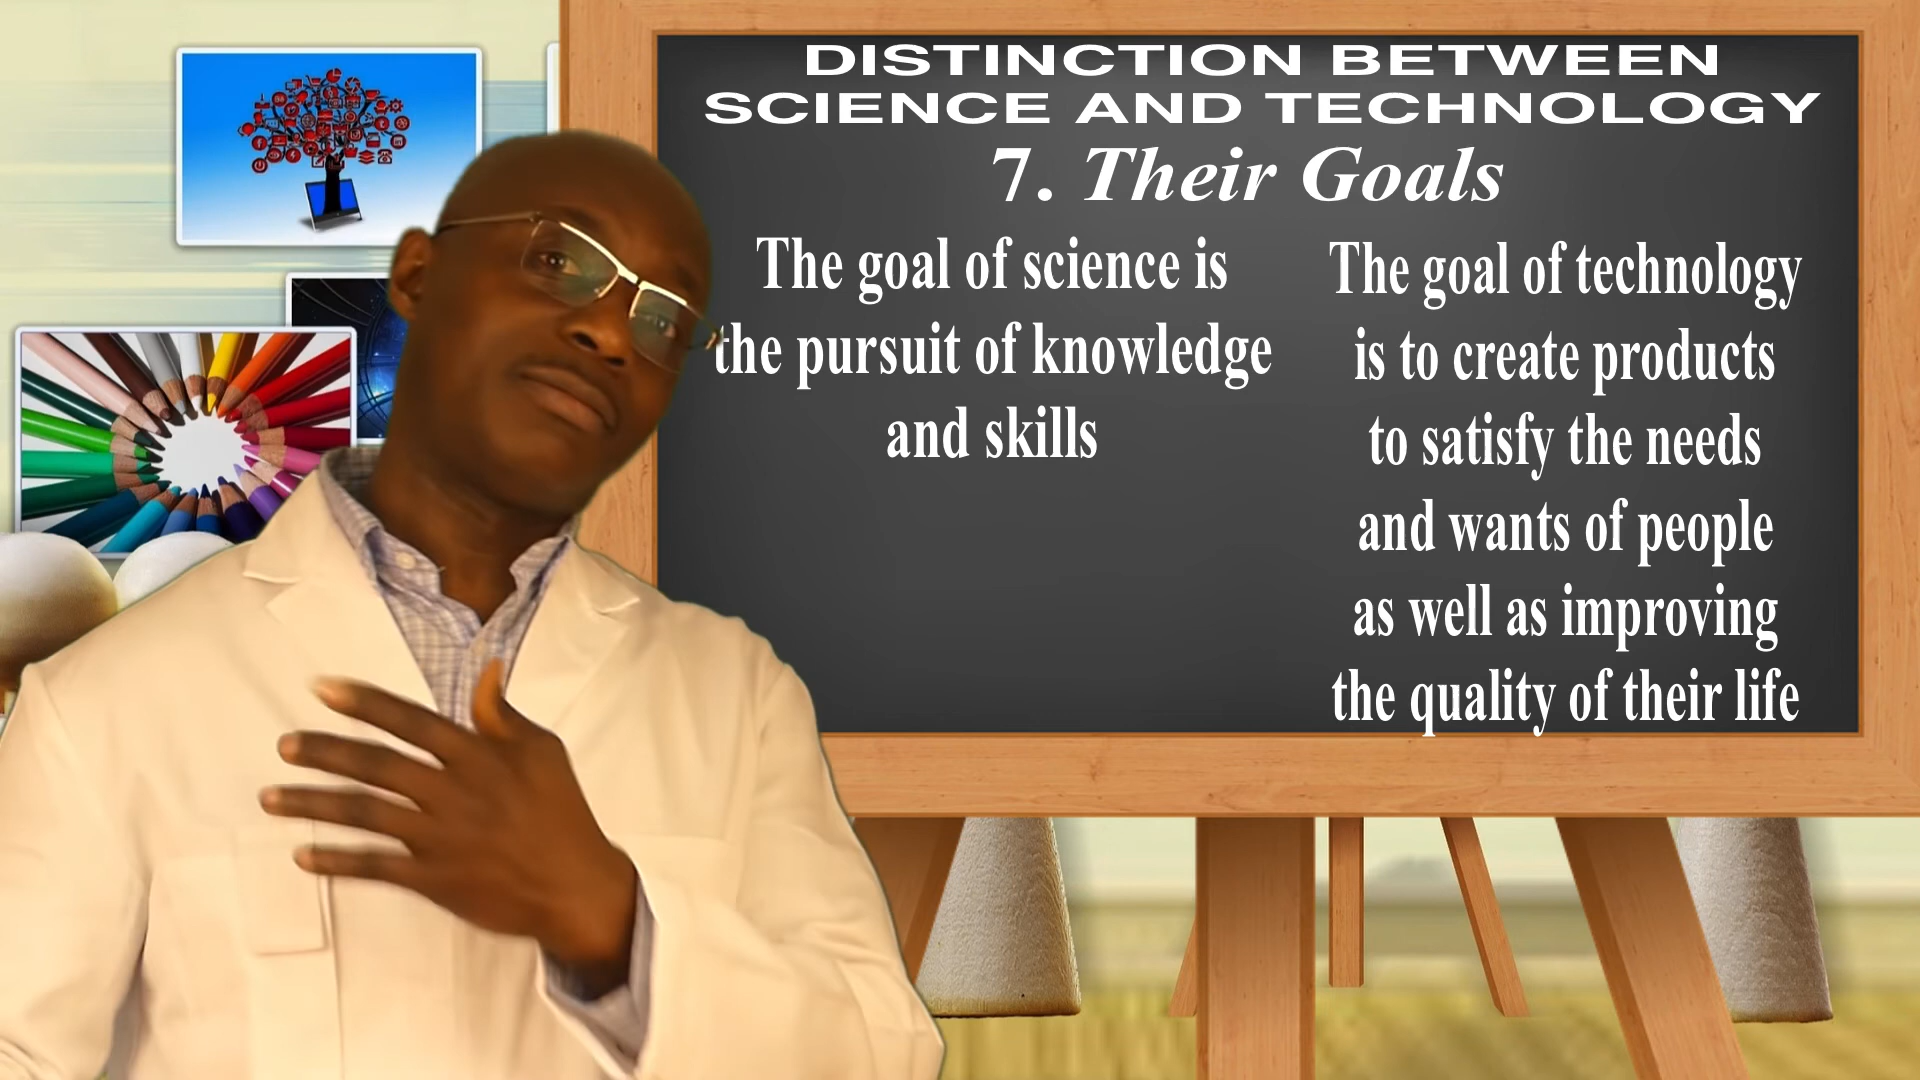 DISTINCTION BETWEEN
SCIENCE AND TECHNOLOGY
7. Their Goals
The goal of science is
the pursuit of knowledge
and skills
The goal of technology
is to create products
to satisfy the needs
and wants of people
as well as improving
the quality of their life